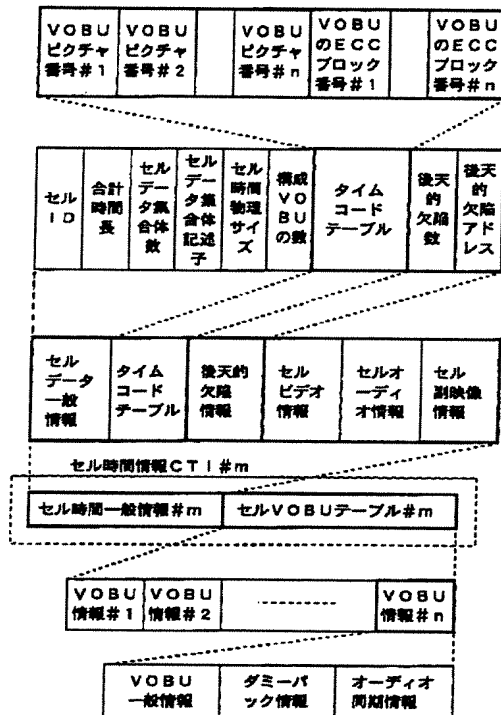 VOBU
ピクチャ
番号#1
VOBU
ピクチャ
番号#2
VOBU
ピクチャ
番号#n
VOBU
のECC
ブロック
番号#1
VOBU
のECC
ブロック
番号#n
セル
ID
合計
時間
長
セル
デー
タ集
合体
数
セル
デー
タ集
合体
記述
子
セル
時間
物理
サイ
ズ
構成
VO
BU
の数
タイム
コード
テーブル
後天
的
欠陥
数
後天
的
欠陥
アド
レス
セル
データ
一般
情報
タイム
コード
テーブル
後天的
欠陥
情報
セル
ビデオ
情報
セルオ
ーディ
オ情報
セル
副映像
情報
セル時間情報CTI#m
セル時間一般情報#m
セルVOBUテーブル#m
VOBU
情報#1
VOBU
情報#2
VOBU
情報#n
VOBU
一般情報
ダミーパ
ック情報
オーディオ
同期情報